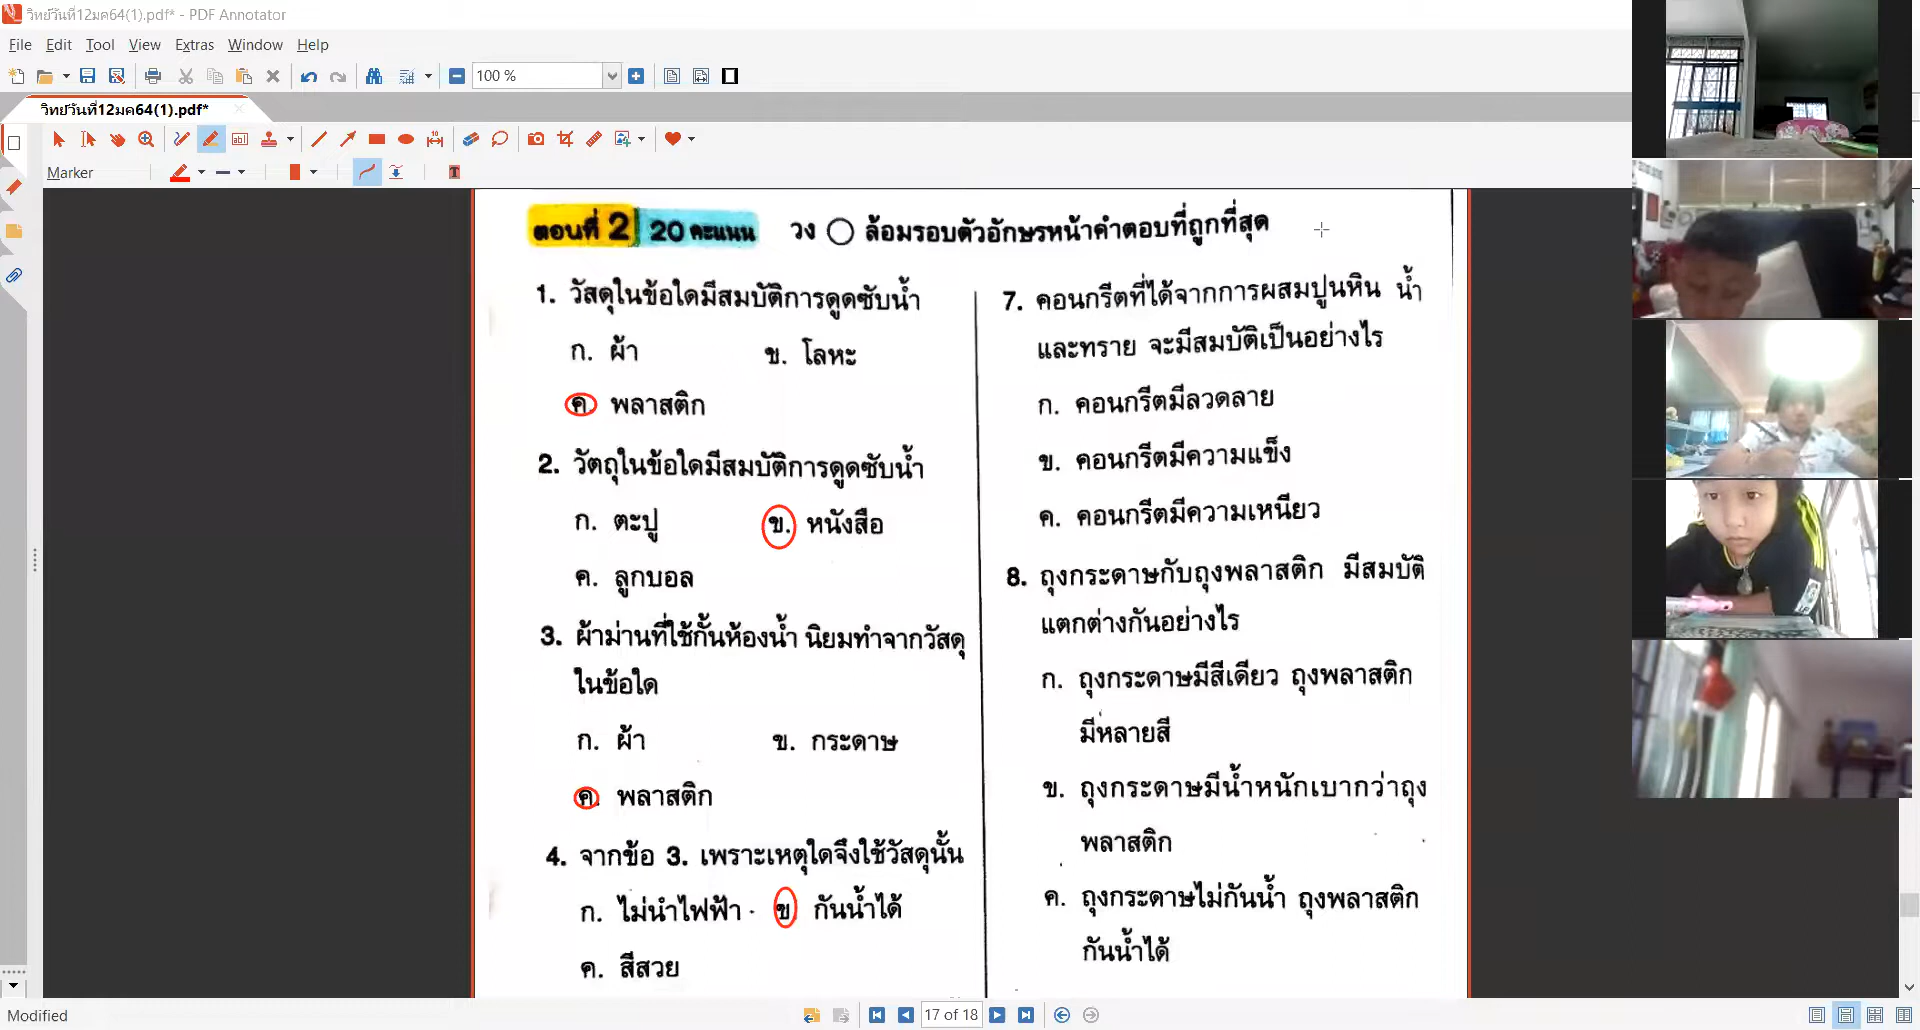 วิทย์วันที่12มค64(1).pdf* - PDF Annotator
File Edit Tool View Extras Window Help
100 %
วิทย์วันที่12มค64(1).pdf*
Marker
ตอนที่ 2 20 คะแนน วง ล้อมรอบตัวอักษรหน้าคำตอบที่ถูกที่สุด
1. วัสดุในข้อใดมีสมบัติการดูดซับน้ำ
ก. ผ้า ข. โลหะ
ค. พลาสติก
2. วัตถุในข้อใดมีสมบัติการดูดซับน้ำ
ก. ตะปู ข. หนังสือ
ค. ลูกบอล
3. ผ้าม่านที่ใช้กั้นห้องน้ำ นิยมทำจากวัสดุ
ในข้อใด
ก. ผ้า ข. กระดาษ
ค. พลาสติก
4. จากข้อ 3. เพราะเหตุใดจึงใช้วัสดุนั้น
ก. ไม่นำไฟฟ้า ข กันน้ำได้
ค. สีสวย
7. คอนกรีตที่ได้จากการผสมปูนหิน น้ำ
และทราย จะมีสมบัติเป็นอย่างไร
ก. คอนกรีตมีลวดลาย
ข. คอนกรีตมีความแข็ง
ค. คอนกรีตมีความเหนียว
8. ถุงกระดาษกับถุงพลาสติก มีสมบัติ
แตกต่างกันอย่างไร
ก. ถุงกระดาษมีสีเดียว ถุงพลาสติก
มีหลายสี
ข. ถุงกระดาษมีน้ำหนักเบากว่าถุง
พลาสติก
ค. ถุงกระดาษไม่กันน้ำ ถุงพลาสติก
กันน้ำได้
Modified
17 of 18